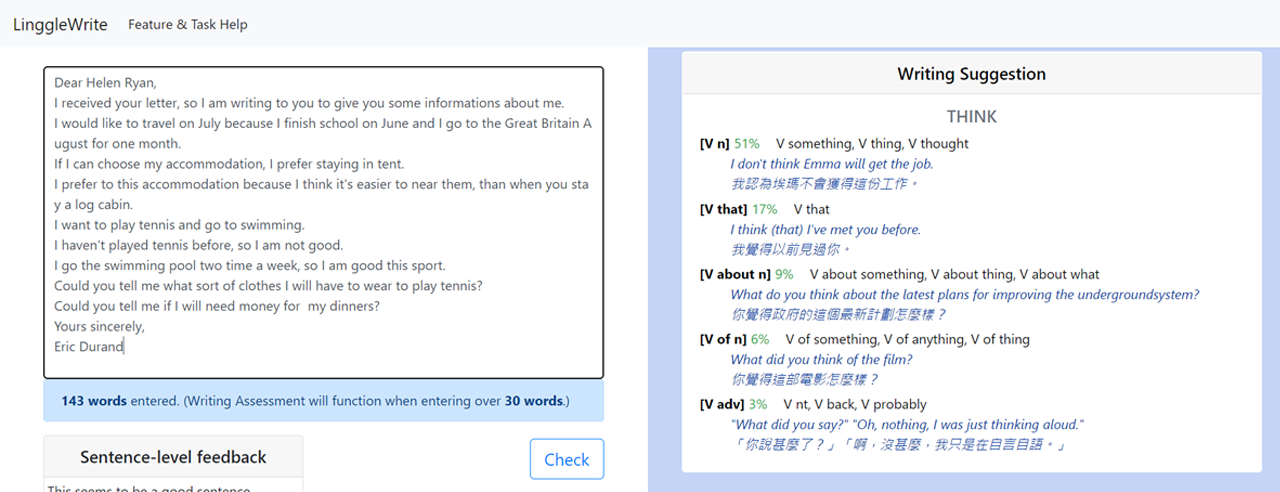 LinggleWrite Feature & Task Help
Dear Helen Ryan,
I received your letter, so I am writing to you to give you some informations about me.
I would like to travel on July because I finish school on June and I go to the Great Britain A
ugust for one month.
If I can choose my accommodation, I prefer staying in tent.
I prefer to this accommodation because I think it's easier to near them, than when you sta
y a log cabin.
I want to play tennis and go to swimming.
I haven't played tennis before, so I am not good.
I go the swimming pool two time a week, so I am good this sport.
Could you tell me what sort of clothes I will have to wear to play tennis?
Could you tell me if I will need money for  my dinners?
Yours sincerely,
Eric Durand
143 words entered. (Writing Assessment will function when entering over 30 words.)
Sentence-level feedback
Check
This seems to be a good sentence
Writing Suggestion
THINK
[V n] 51% V something, V thing, V thought
I don't think Emma will get the job.
我認為埃瑪不會獲得這份工作。
[V that] 17% V that
I think (that) I've met you before.
我覺得以前見過你。
[V about n] 9% V about something, V about thing, V about what
What do you think about the latest plans for improving the undergroundsystem?
你覺得政府的這個最新計劃怎麼樣？
[V of n] 6% V of something, V of anything, V of thing
What did you think of the film?
你覺得這部電影怎麼樣？
[V adv] 3% V nt, V back, V probably
"What did you say?" "Oh, nothing, I was just thinking aloud."
「你說甚麼了？」「啊，沒甚麼，我只是在自言自語。」